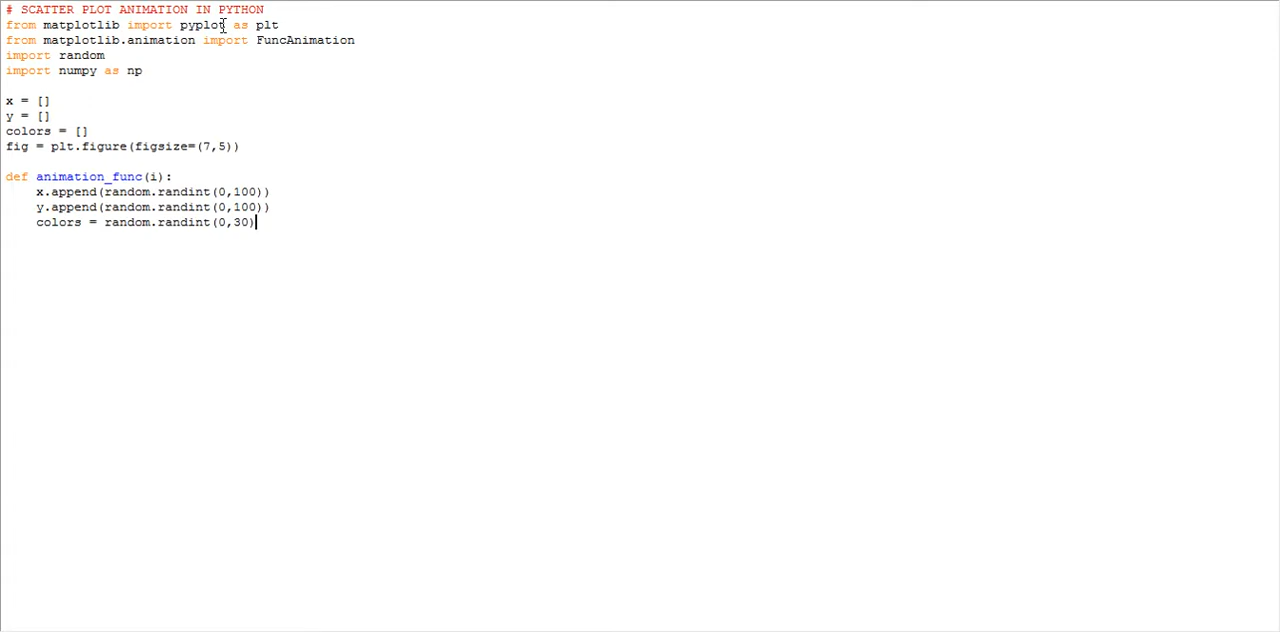 # SCATTER PLOT ANIMATION IN PYTHON
from matplotlib import pyplot as plt
from matplotlib.animation import FuncAnimation
import random
import numpy as np
x = []
y = []
colors = []
fig = plt.figure(figsize=(7,5))
def animation_func(i):
    x.append(random.randint(0,100))
    y.append(random.randint(0,100))
    colors = random.randint(0,30)